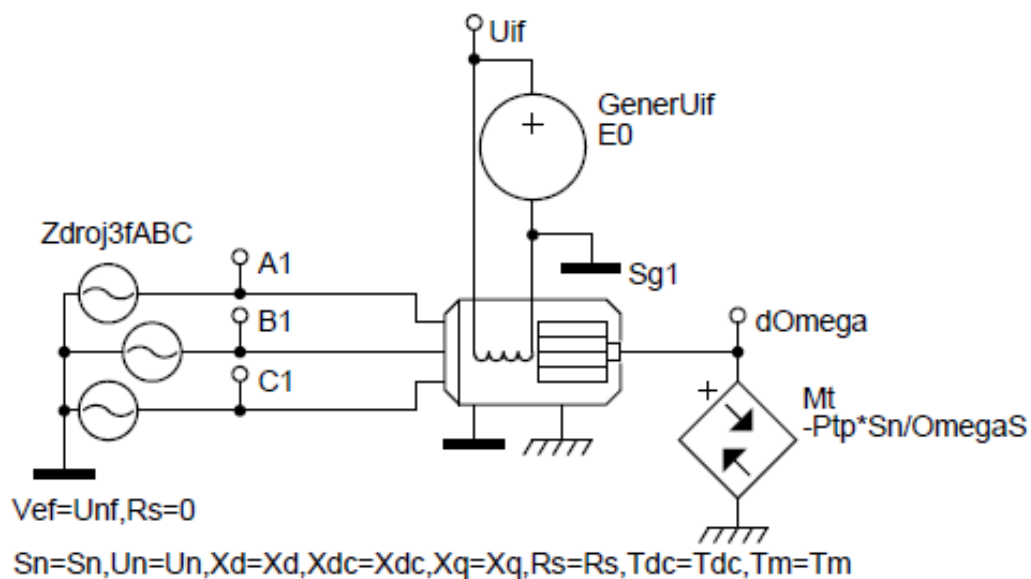 Uif
GenerUif
E0
Zdroj3fABC
A1
Sg1
B1
dOmega
C1
Mt
-Ptp*Sn/OmegaS
Vef=Unf,Rs=0
Sn=Sn,Un=Un,Xd=Xd,Xdc=Xdc,Xq=Xq,Rs=Rs,Tdc=Tdc,Tm=Tm